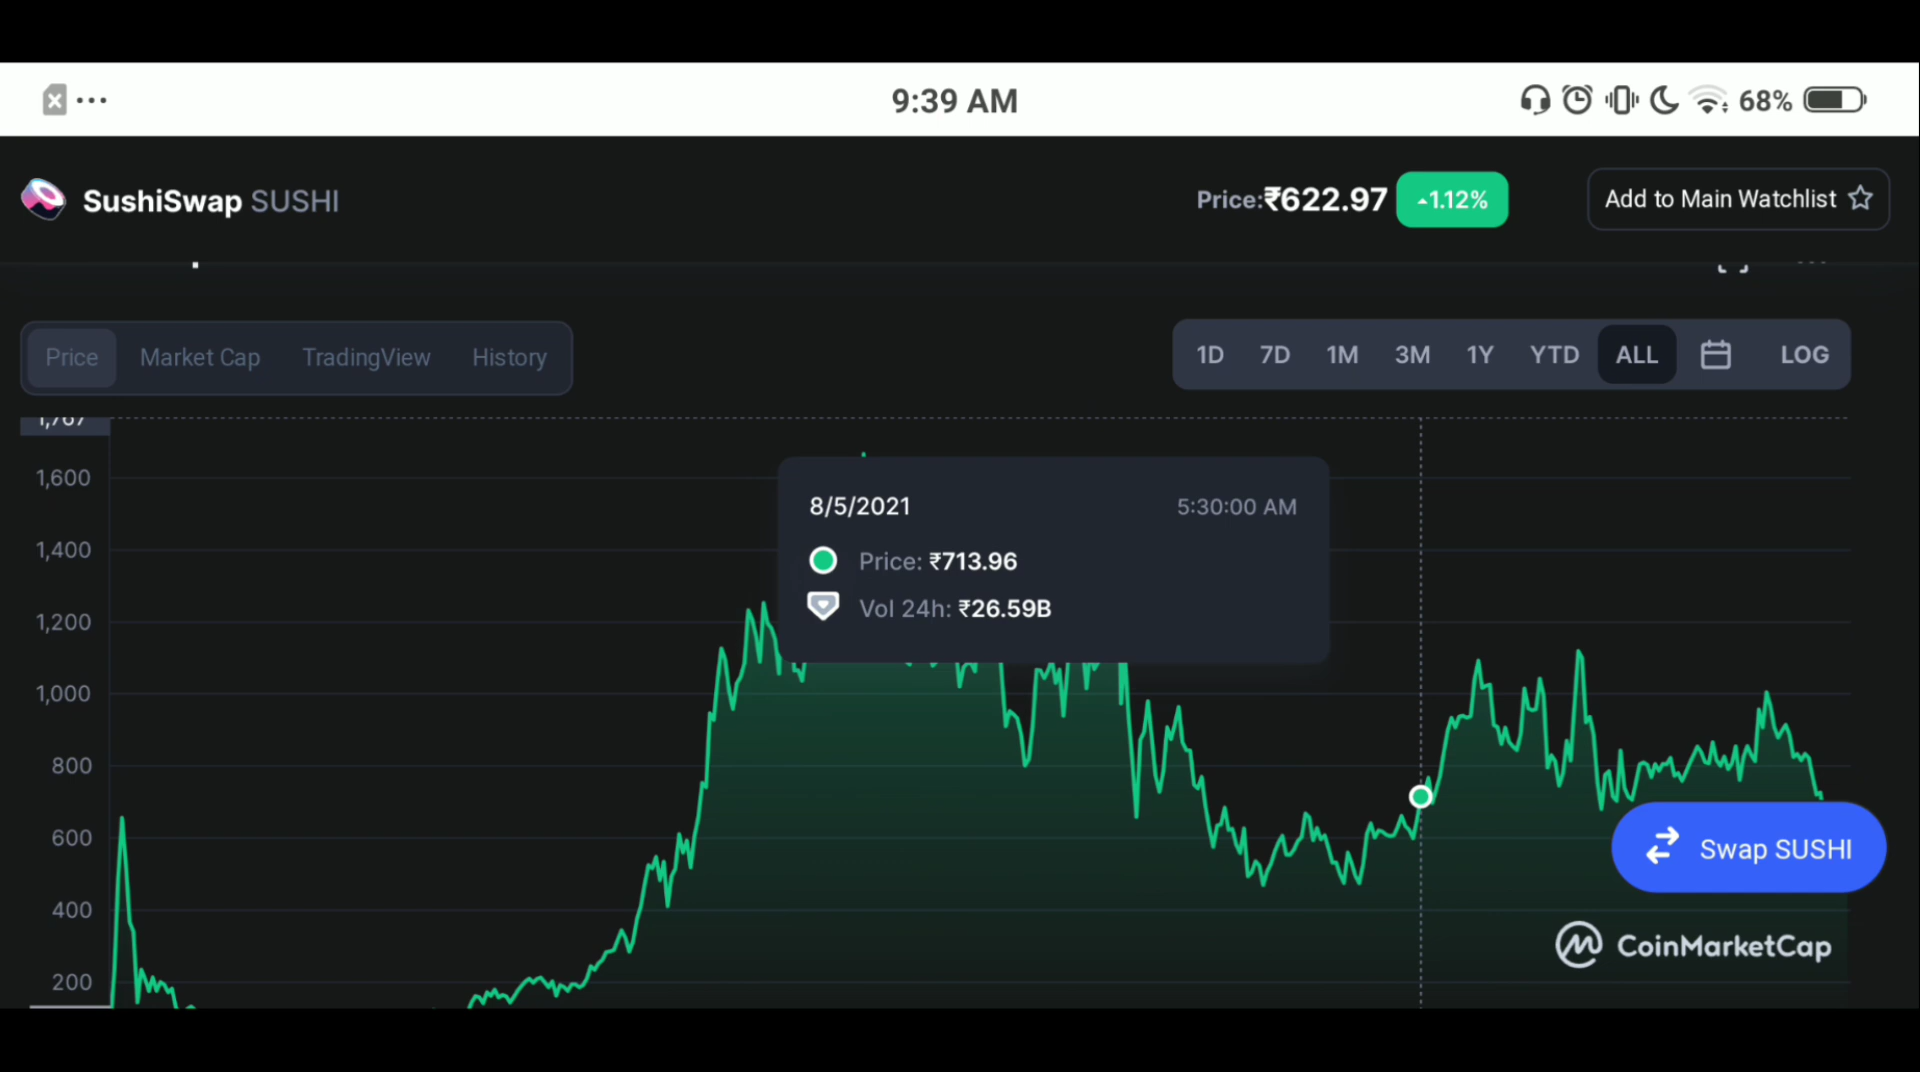 9:39 AM
68%
SushiSwap SUSHI
Price:₹622.97
1.12%
Add to Main Watchlist
Price
Market Cap
TradingView
History
1D
7D
1M
3M
1Y
YTD
ALL
LOG
1,767
1,600
1,400
1,200
1,000
800
600
400
200
8/5/2021
5:30:00 AM
Price: ₹713.96
Vol 24h: ₹26.59B
Swap SUSHI
CoinMarketCap